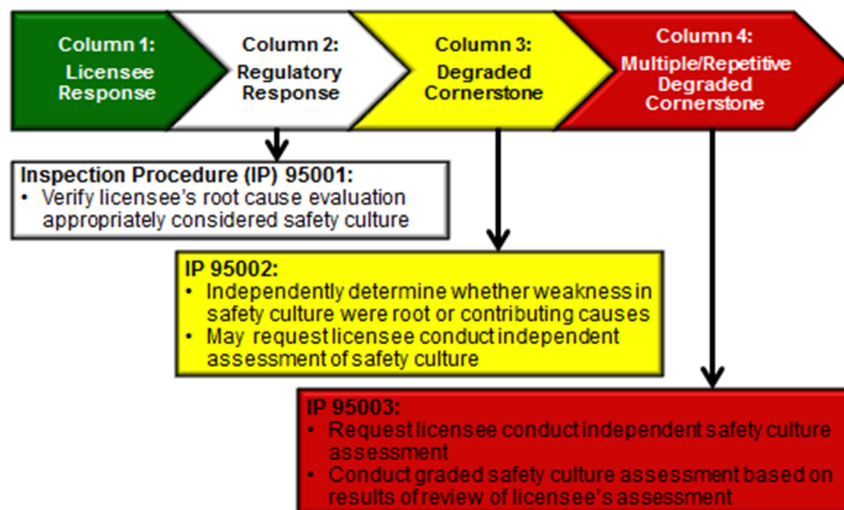 Column 1:
Licensee
Response
Column 2:
Regulatory
Response
Column 3:
Degraded
Cornerstone
Column 4:
Multiple/Repetitive
Degraded
Cornerstone
Inspection Procedure (IP) 95001:
• Verify licensee's root cause evaluation
appropriately considered safety culture
IP 95002:
• Independently determine whether weakness in
safety culture were root or contributing causes
• May request licensee conduct independent
assessment of safety culture
IP 95003:
• Request licensee conduct independent safety culture
assessment
• Conduct graded safety culture assessment based on
results of review of licensee's assessment